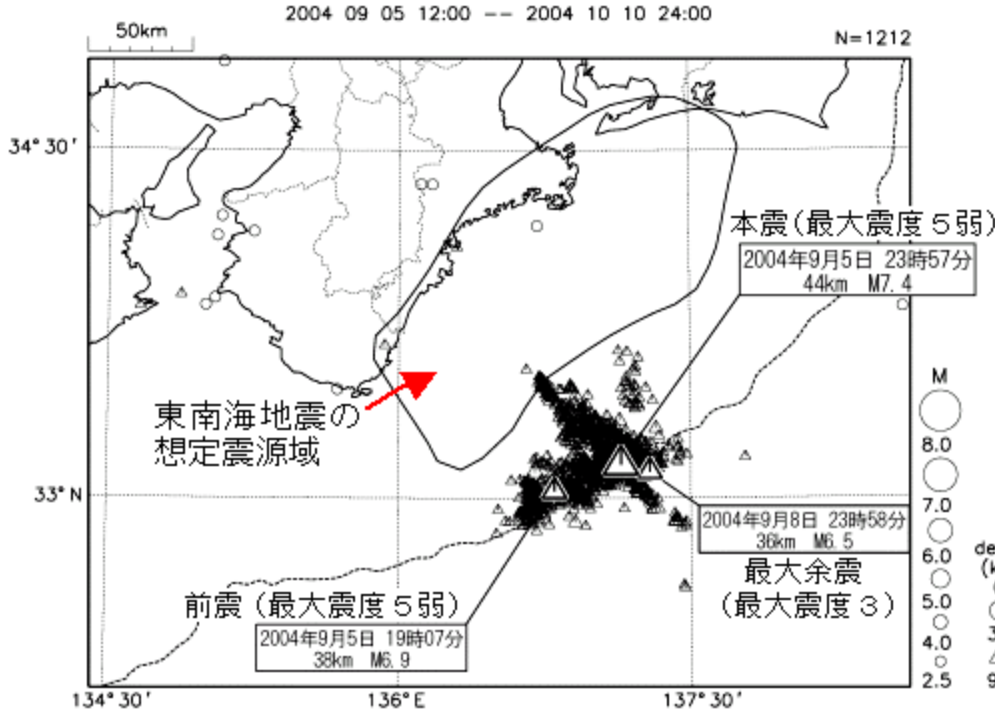 2004 09 05 12:00 -- 2004 10 10 24:00
50km
N=1212
34°30'
本震(最大震度5弱)
2004年9月5日 23時57分
44km M7.4
東南海地震の
想定震源域
M
8.0
7.0
6.0
5.0
4.0
2.5
33°N
2004年9月8日 23時58分
36km M6.5
最大余震
(最大震度3)
前震(最大震度5弱)
2004年9月5日 19時07分
38km M6.9
134°30'
136°E
137°30'